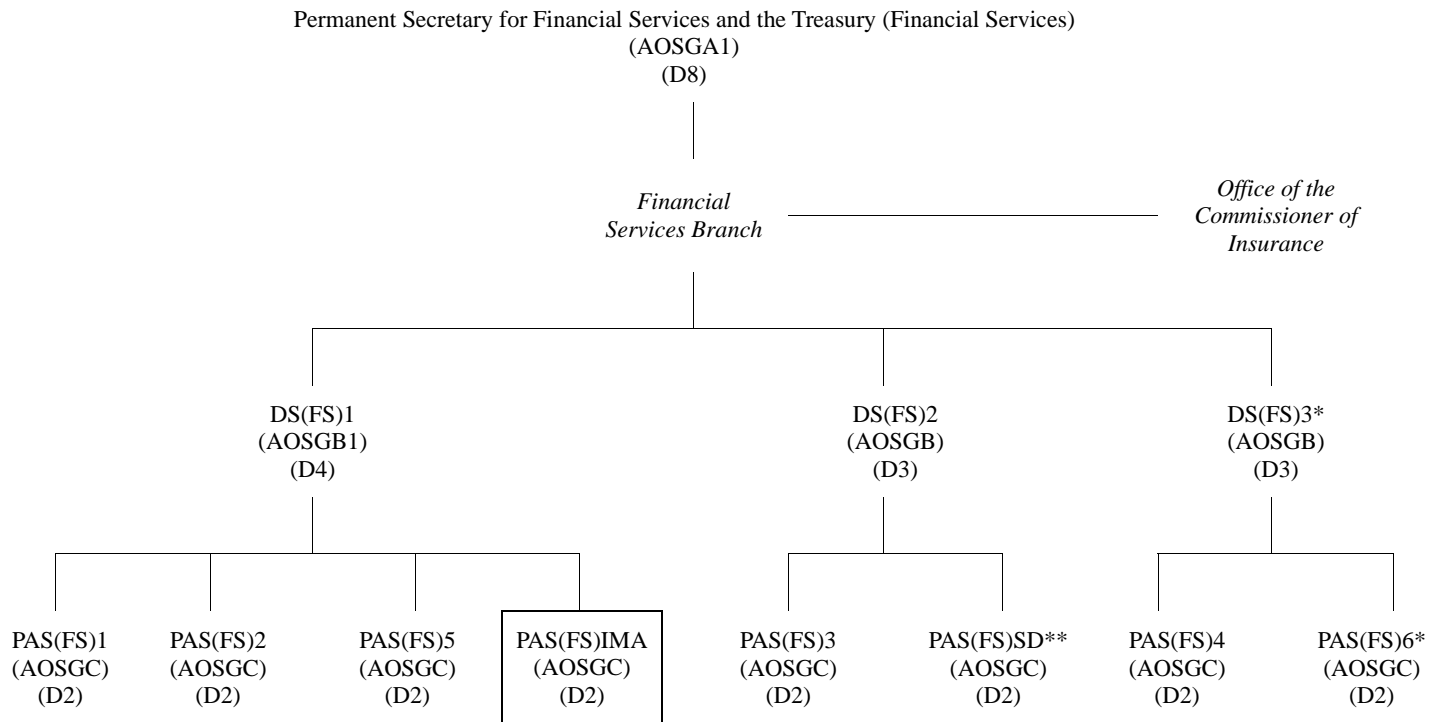 Permanent Secretary for Financial Services and the Treasury (Financial Services)
(AOSGA1)
(D8)
Financial
Services Branch
Office of the
Commissioner of
Insurance
DS(FS)1
(AOSGB1)
(D4)
DS(FS)2
(AOSGB)
(D3)
DS(FS)3*
(AOSGB)
(D3)
PAS(FS)1
(AOSGC)
(D2)
PAS(FS)2
(AOSGC)
(D2)
PAS(FS)5
(AOSGC)
(D2)
PAS(FS)IMA
(AOSGC)
(D2)
PAS(FS)3
(AOSGC)
(D2)
PAS(FS)SD**
(AOSGC)
(D2)
PAS(FS)4
(AOSGC)
(D2)
PAS(FS)6*
(AOSGC)
(D2)